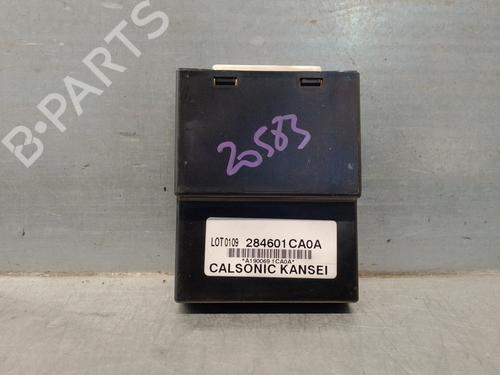 B-PARTS
20583
LOT0109 284601CA0A
*A190069 1CA0A*
CALSONIC KANSEI